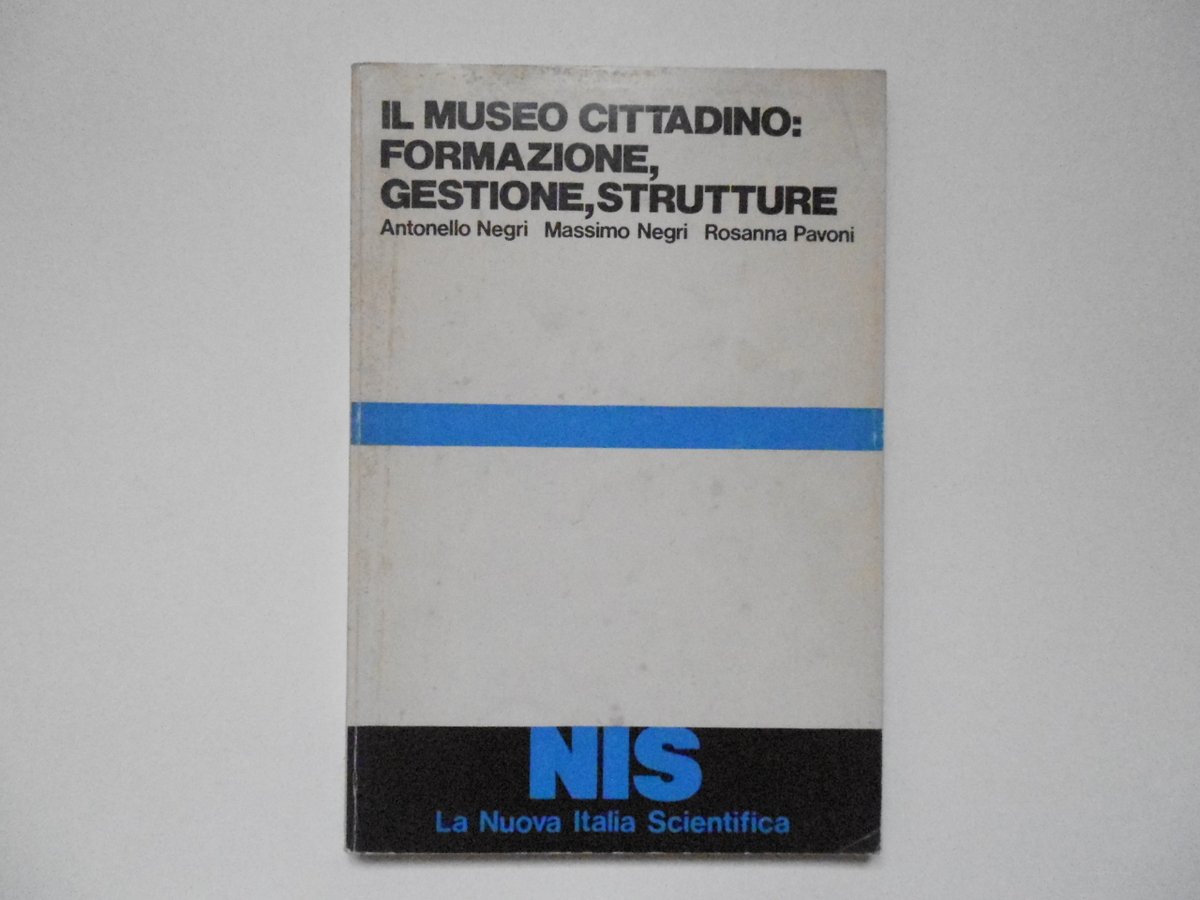 IL MUSEO CITTADINO:
FORMAZIONE,
GESTIONE, STRUTTURE
Antonello Negri Massimo Negri Rosanna Pavoni
NIS
La Nuova Italia Scientifica